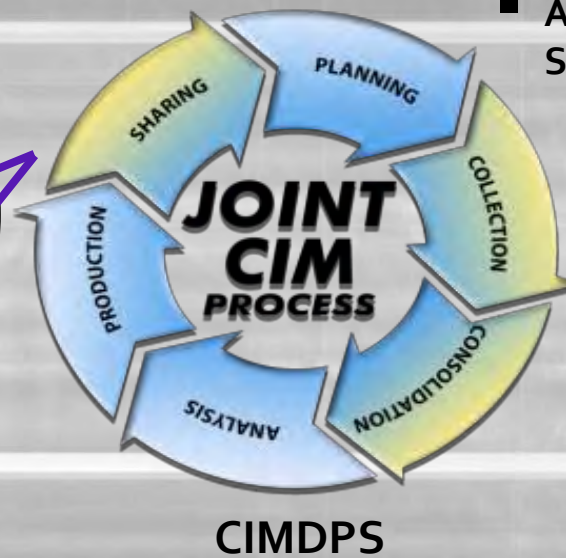 PLANNING
COLLECTION
CONSOLIDATION
ANALYSIS
PRODUCTION
SHARING
JOINT
CIM
PROCESS
CIMDPS